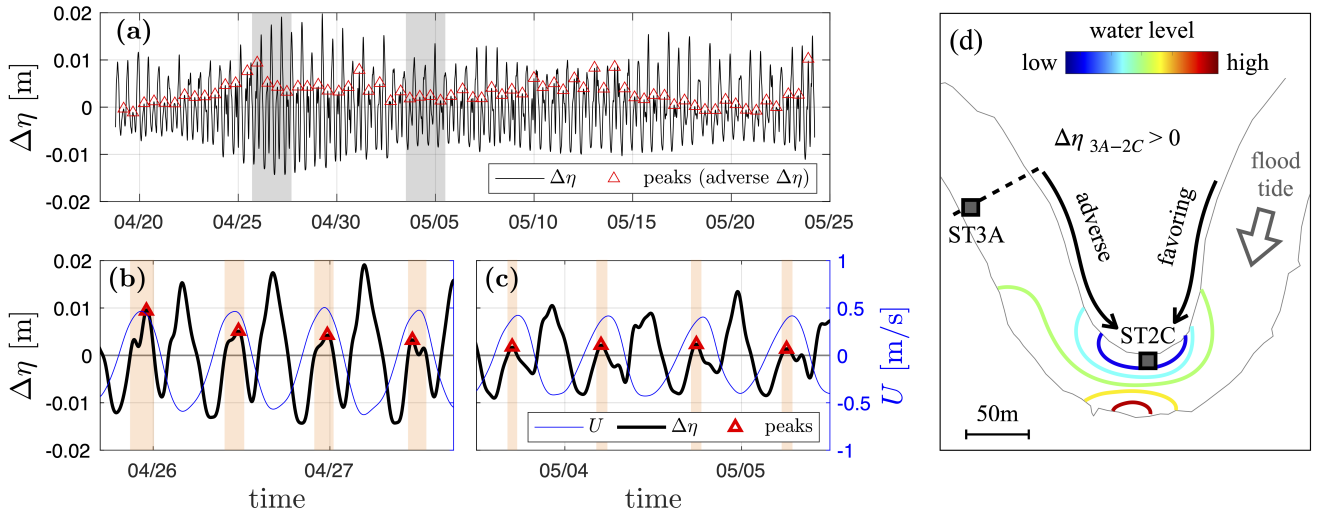 0.02
0.01
0
-0.01
-0.02
Δη [m]
(a)
Δη
peaks (adverse Δη)
04/20
04/25
04/30
05/05
05/10
05/15
05/20
05/25
0.02
0.01
0
-0.01
-0.02
Δη [m]
(b)
04/26
04/27
time
(c)
U
Δη
peaks
05/04
05/05
time
1
0.5
0
-0.5
-1
U [m/s]
(d)
water level
low
high
Δη 3A−2C > 0
flood
tide
ST3A
adverse
favoring
ST2C
50m